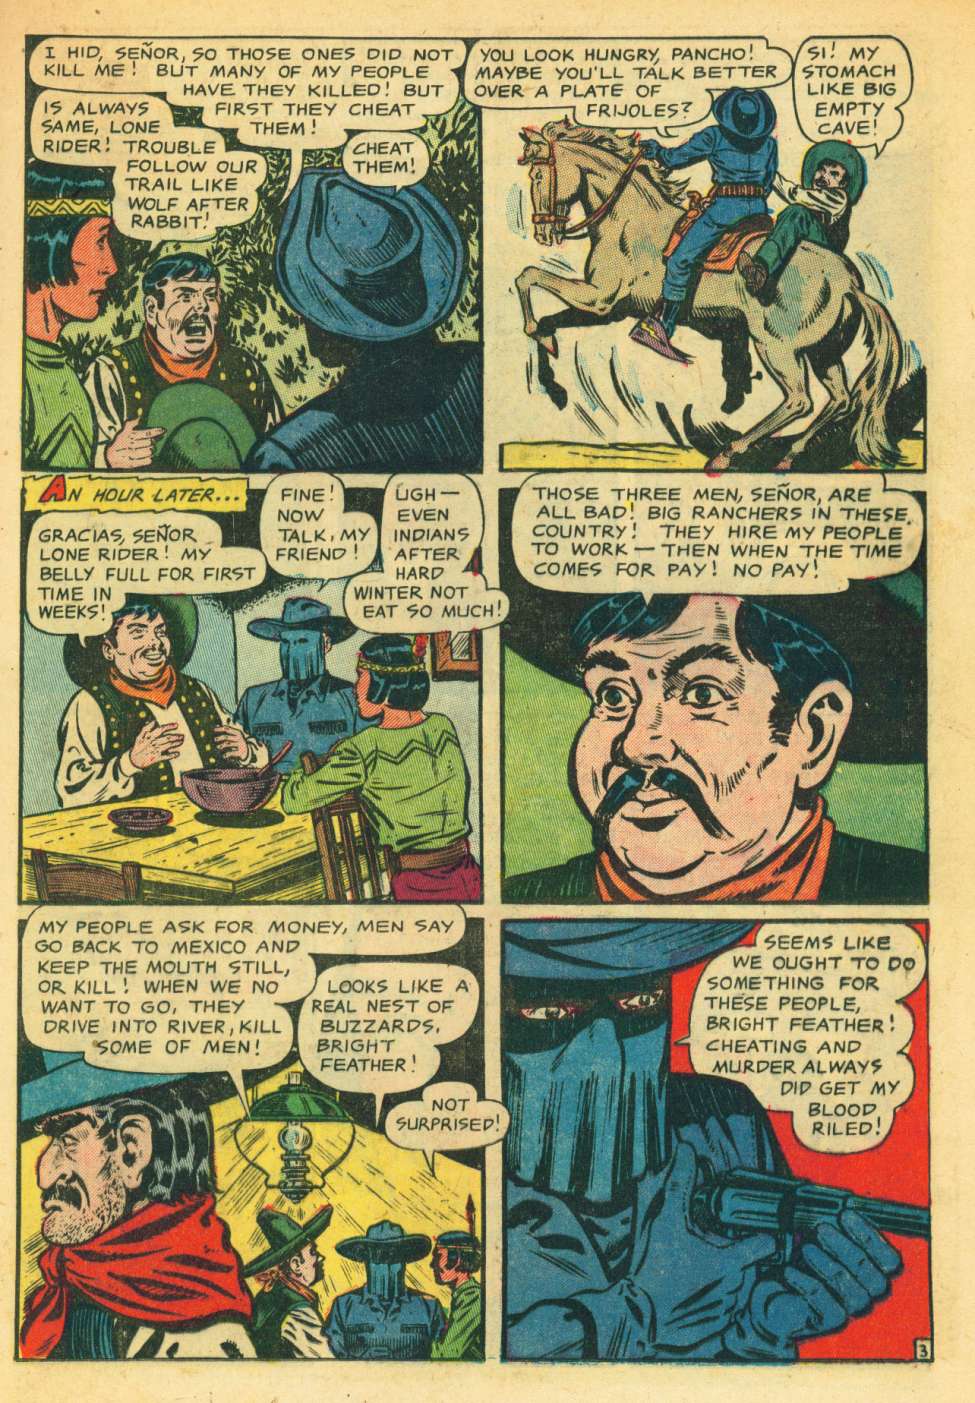 I HID, SEÑOR, SO THOSE ONES DID NOT
KILL ME! BUT MANY OF MY PEOPLE
HAVE THEY KILLED! BUT
FIRST THEY CHEAT
THEM!
IS ALWAYS
SAME, LONE
RIDER! TROUBLE
FOLLOW OUR
TRAIL LIKE
WOLF AFTER
RABBIT!
CHEAT
THEM!
YOU LOOK HUNGRY, PANCHO!
MAYBE YOU'LL TALK BETTER
OVER A PLATE OF
FRIJOLES?
SI! MY
STOMACH
LIKE BIG
EMPTY
CAVE!
AN HOUR LATER...
GRACIAS, SEÑOR
LONE RIDER! MY
BELLY FULL FOR FIRST
TIME IN
WEEKS!
FINE!
NOW
TALK, MY
FRIEND!
UGH—
EVEN
INDIANS
AFTER
HARD
WINTER NOT
EAT SO MUCH!
THOSE THREE MEN, SEÑOR, ARE
ALL BAD! BIG RANCHERS IN THESE
COUNTRY! THEY HIRE MY PEOPLE
TO WORK — THEN WHEN THE TIME
COMES FOR PAY! NO PAY!
MY PEOPLE ASK FOR MONEY, MEN SAY
GO BACK TO MEXICO AND
KEEP THE MOUTH STILL,
OR KILL! WHEN WE NO
WANT TO GO, THEY
DRIVE INTO RIVER, KILL
SOME OF MEN!
LOOKS LIKE A
REAL NEST OF
BUZZARDS,
BRIGHT
FEATHER!
NOT
SURPRISED!
SEEMS LIKE
WE OUGHT TO DO
SOMETHING FOR
THESE PEOPLE,
BRIGHT FEATHER!
CHEATING AND
MURDER ALWAYS
DID GET MY
BLOOD
RILED!
3